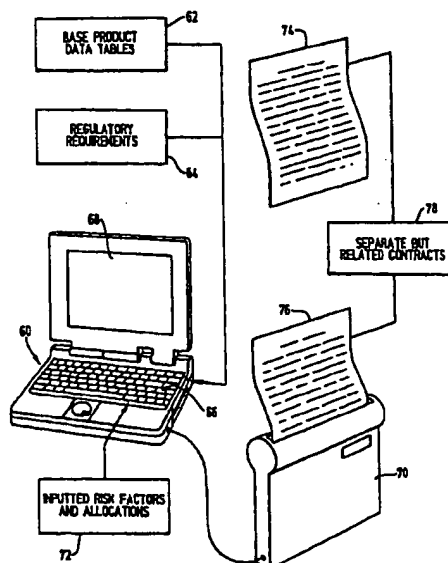 62
BASE PRODUCT
DATA TABLES
74
REGULATORY
REQUIREMENTS
64
68
78
SEPARATE BUT
RELATED CONTRACTS
76
60
66
INPUTTED RISK FACTORS
AND ALLOCATIONS
72
70